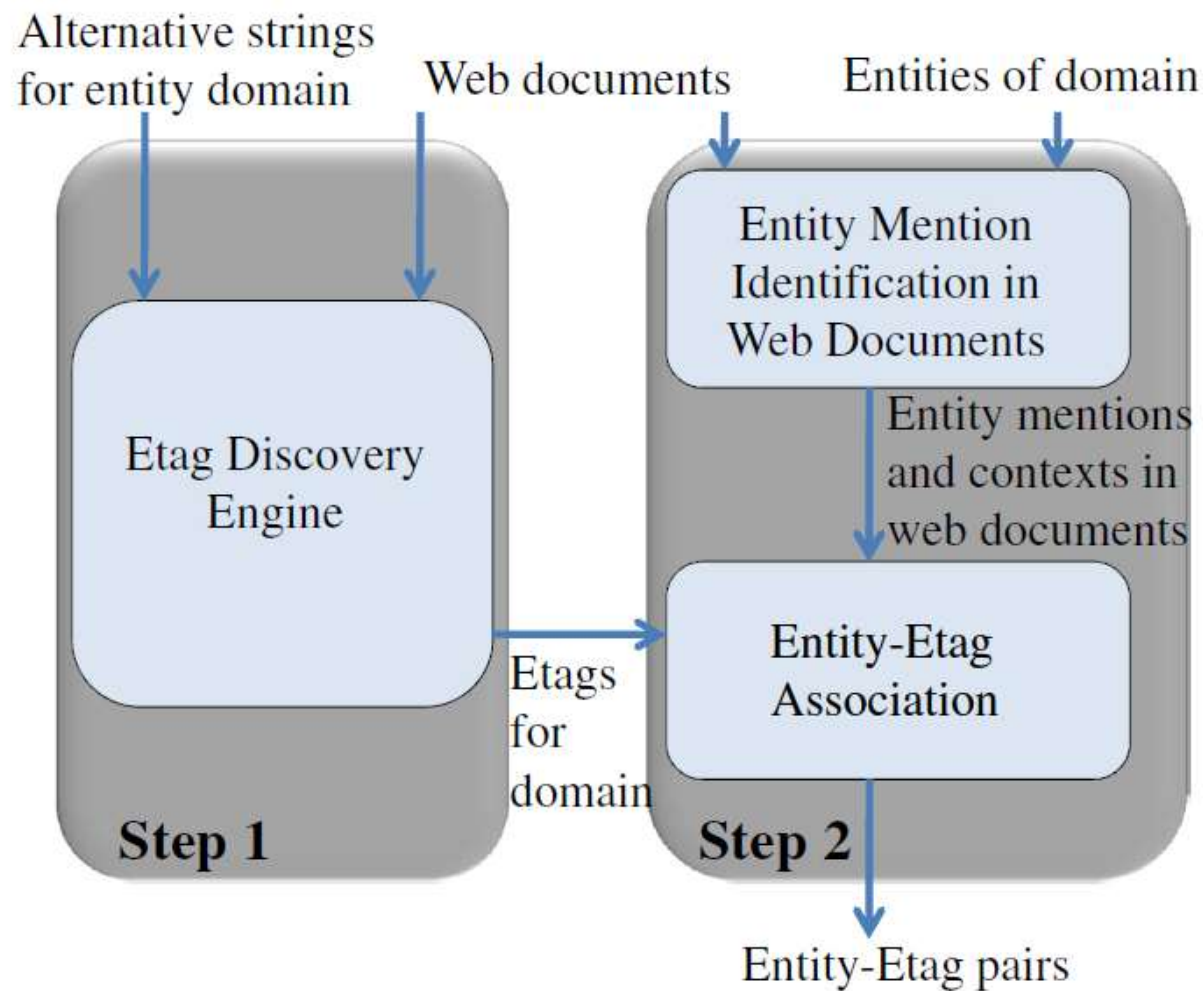 Alternative strings
for entity domain
Web documents
Entities of domain
Entity Mention
Identification in
Web Documents
Entity mentions
and contexts in
web documents
Etag Discovery
Engine
Etags
for
domain
Entity-Etag
Association
Step 1
Step 2
Entity-Etag pairs